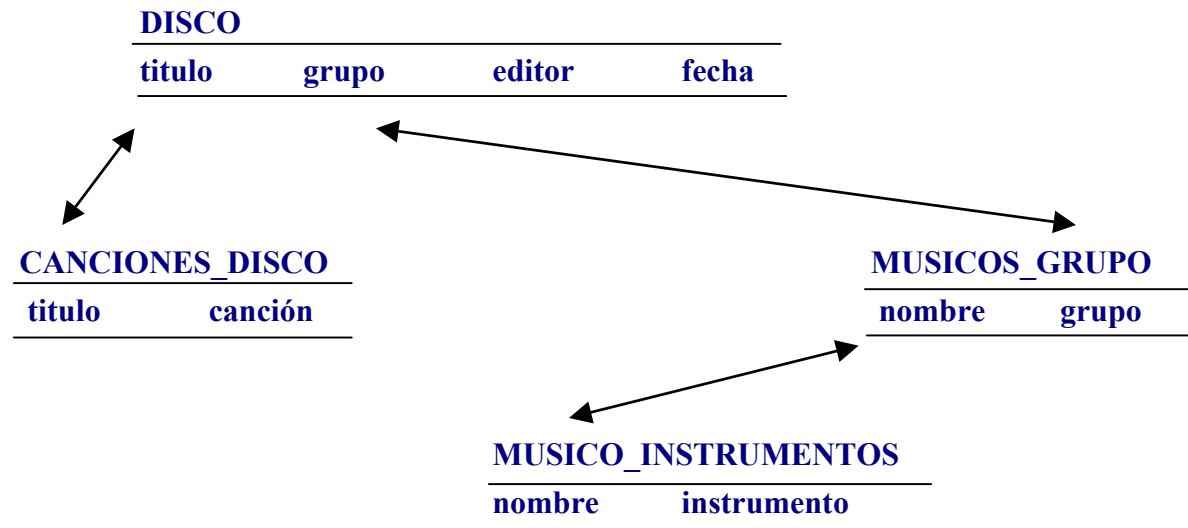 DISCO
titulo grupo editor fecha
CANCIONES_DISCO
titulo canción
MUSICOS_GRUPO
nombre grupo
MUSICO_INSTRUMENTOS
nombre instrumento